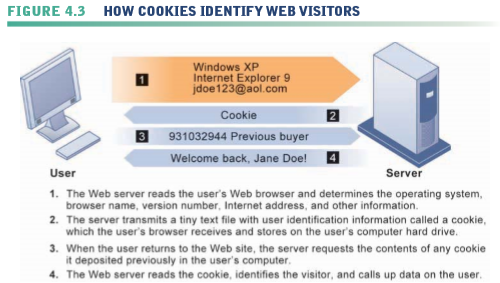 FIGURE 4.3 HOW COOKIES IDENTIFY WEB VISITORS
1
Windows XP
Internet Explorer 9
jdoe123@aol.com
Cookie 2
3 931032944 Previous buyer
Welcome back, Jane Doe! 4
User
Server
1. The Web server reads the user's Web browser and determines the operating system,
browser name, version number, Internet address, and other information.
2. The server transmits a tiny text file with user identification information called a cookie,
which the user's browser receives and stores on the user's computer hard drive.
3. When the user returns to the Web site, the server requests the contents of any cookie
it deposited previously in the user's computer.
4. The Web server reads the cookie, identifies the visitor, and calls up data on the user.